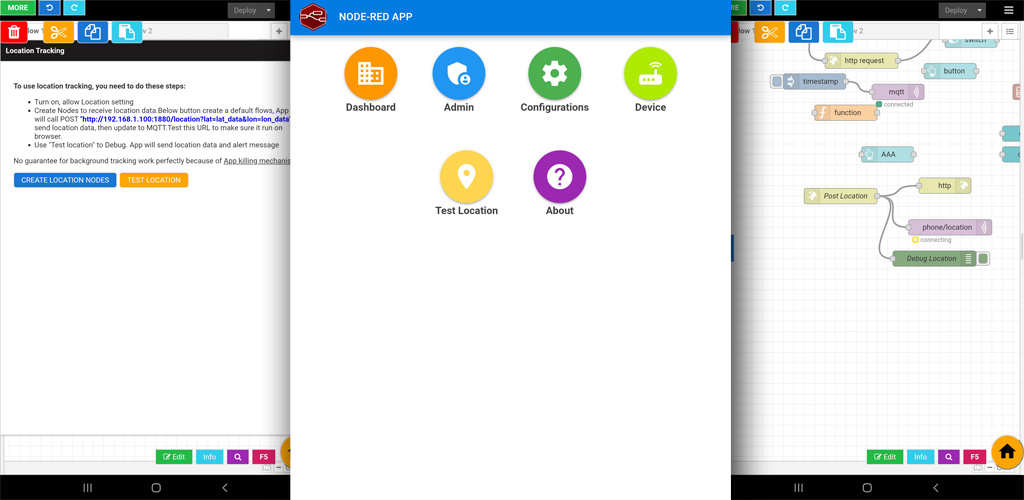 MORE
Deploy
low 1
w 2
Location Tracking
To use location tracking, you need to do these steps:
Turn on, allow Location setting
Create Nodes to receive location data.Below button create a default flows, App
will call POST "http://192.168.1.100:1880/location?lat=lat_data&lon=lon_data"
send location data, then update to MQTT.Test this URL to make sure it run on
browser.
Use "Test location" to Debug. App will send location data and alert message
No guarantee for background tracking work perfectly because of App killing mechanis
CREATE LOCATION NODES
TEST LOCATION
Edit
Info
F5
NODE-RED APP
Dashboard
Admin
Configurations
Device
Test Location
About
RE
Deploy
low 1
w 2
switch
http request
button
timestamp
mqtt
connected
function
AAA
http
Post Location
phone/location
connecting
Debug Location
Edit
Info
F5